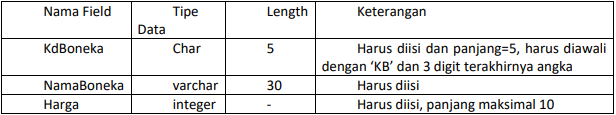 Nama Field Tipe Data Length Keterangan
KdBoneka Char 5 Harus diisi dan panjang=5, harus diawali
dengan ‘KB’ dan 3 digit terakhirnya angka
NamaBoneka varchar 30 Harus diisi
Harga integer - Harus diisi, panjang maksimal 10